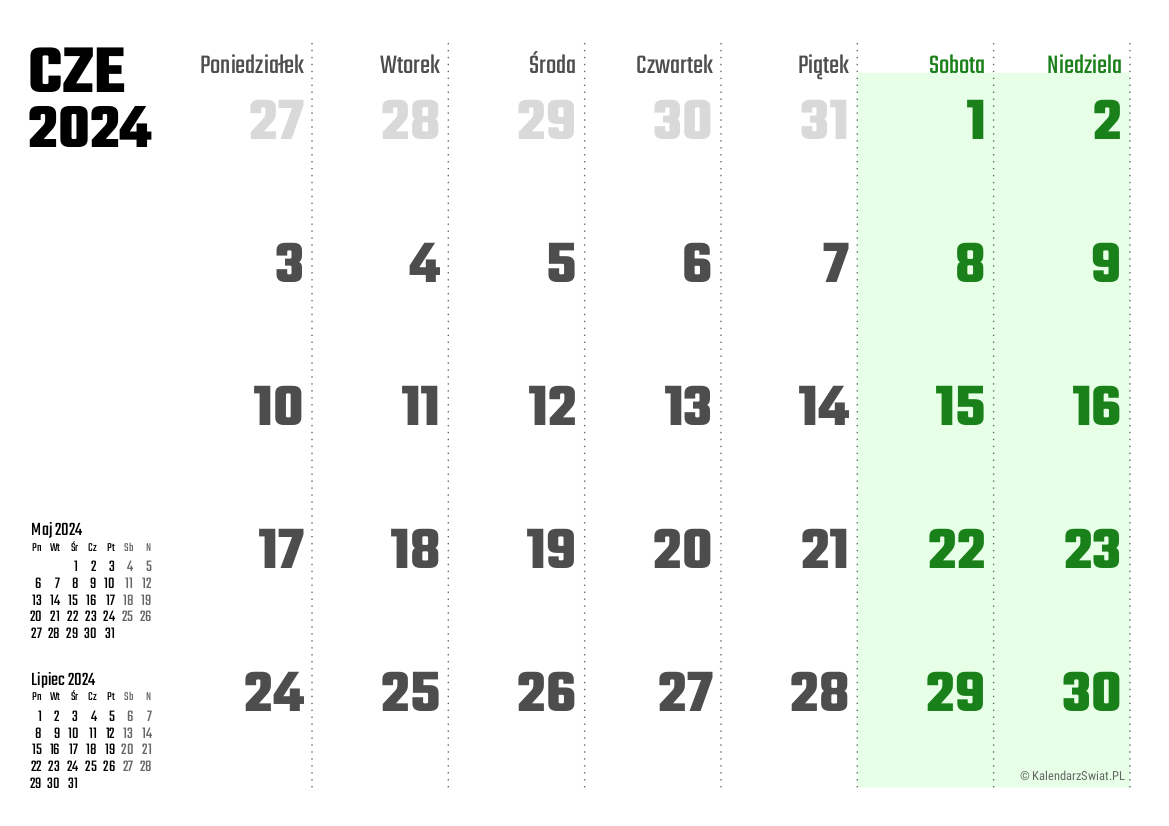 CZE
2024
Poniedziałek Wtorek Środa Czwartek Piątek Sobota Niedziela
27 28 29 30 31 1 2
3 4 5 6 7 8 9
10 11 12 13 14 15 16
17 18 19 20 21 22 23
24 25 26 27 28 29 30
Maj 2024
Pn Wt Śr Cz Pt Sb N
1 2 3 4 5
6 7 8 9 10 11 12
13 14 15 16 17 18 19
20 21 22 23 24 25 26
27 28 29 30 31
Lipiec 2024
Pn Wt Śr Cz Pt Sb N
1 2 3 4 5 6 7
8 9 10 11 12 13 14
15 16 17 18 19 20 21
22 23 24 25 26 27 28
29 30 31
© KalendarzSwiat.PL